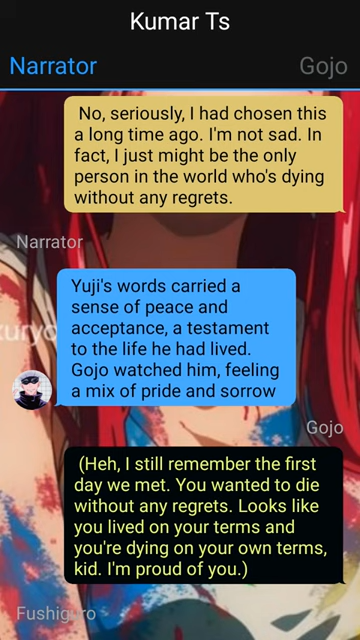 Kumar Ts
Narrator
Gojo
No, seriously, I had chosen this
a long time ago. I'm not sad. In
fact, I just might be the only
person in the world who's dying
without any regrets.
Narrator
Yuji's words carried a
sense of peace and
acceptance, a testament
to the life he had lived.
Gojo watched him, feeling
a mix of pride and sorrow
Gojo
(Heh, I still remember the first
day we met. You wanted to die
without any regrets. Looks like
you lived on your terms and
you're dying on your own terms,
kid. I'm proud of you.)
Fushiguro